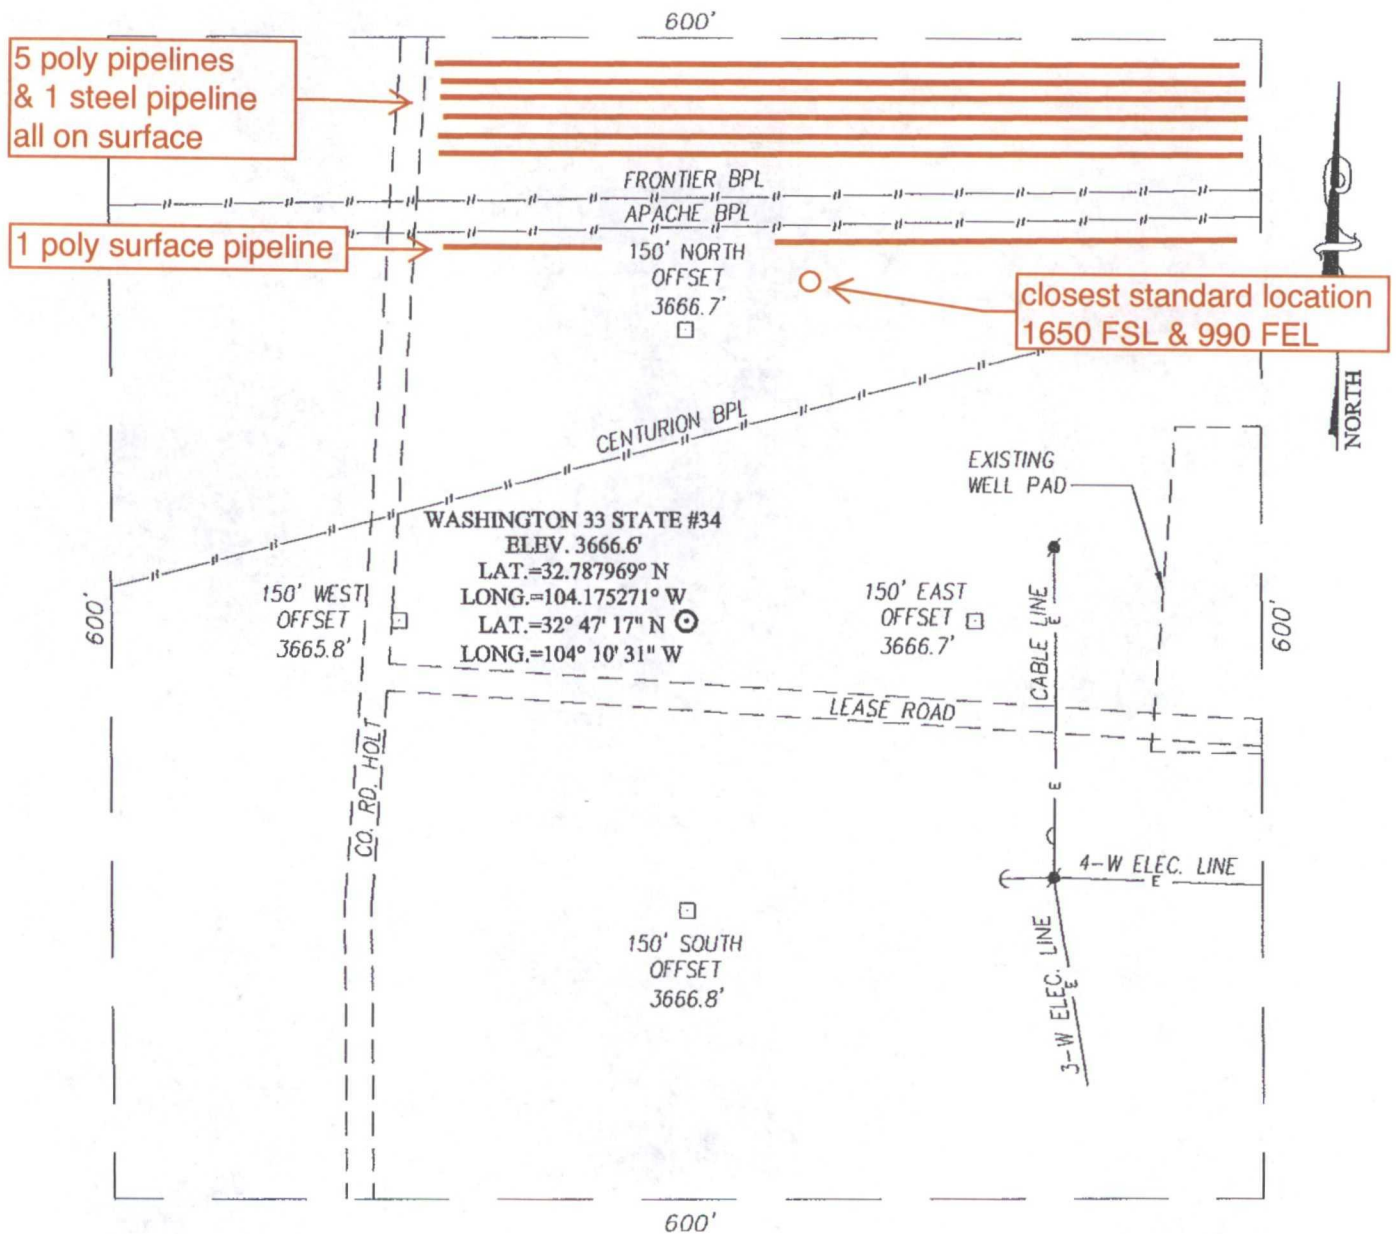 600'
5 poly pipelines
& 1 steel pipeline
all on surface
FRONTIER BPL
APACHE BPL
1 poly surface pipeline
150' NORTH
OFFSET
3666.7'
closest standard location
1650 FSL & 990 FEL
NORTH
CENTURION BPL
EXISTING
WELL PAD
WASHINGTON 33 STATE #34
ELEV. 3666.6'
LAT.=32.787969° N
LONG.=104.175271° W
LAT.=32° 47' 17" N
LONG.=104° 10' 31" W
150' WEST
OFFSET
3665.8'
150' EAST
OFFSET
3666.7'
600'
600'
CABLE LINE
E
LEASE ROAD
CO. RD. HOLT
E
4-W ELEC. LINE
E
3-W ELEC. LINE
E
150' SOUTH
OFFSET
3666.8'
600'